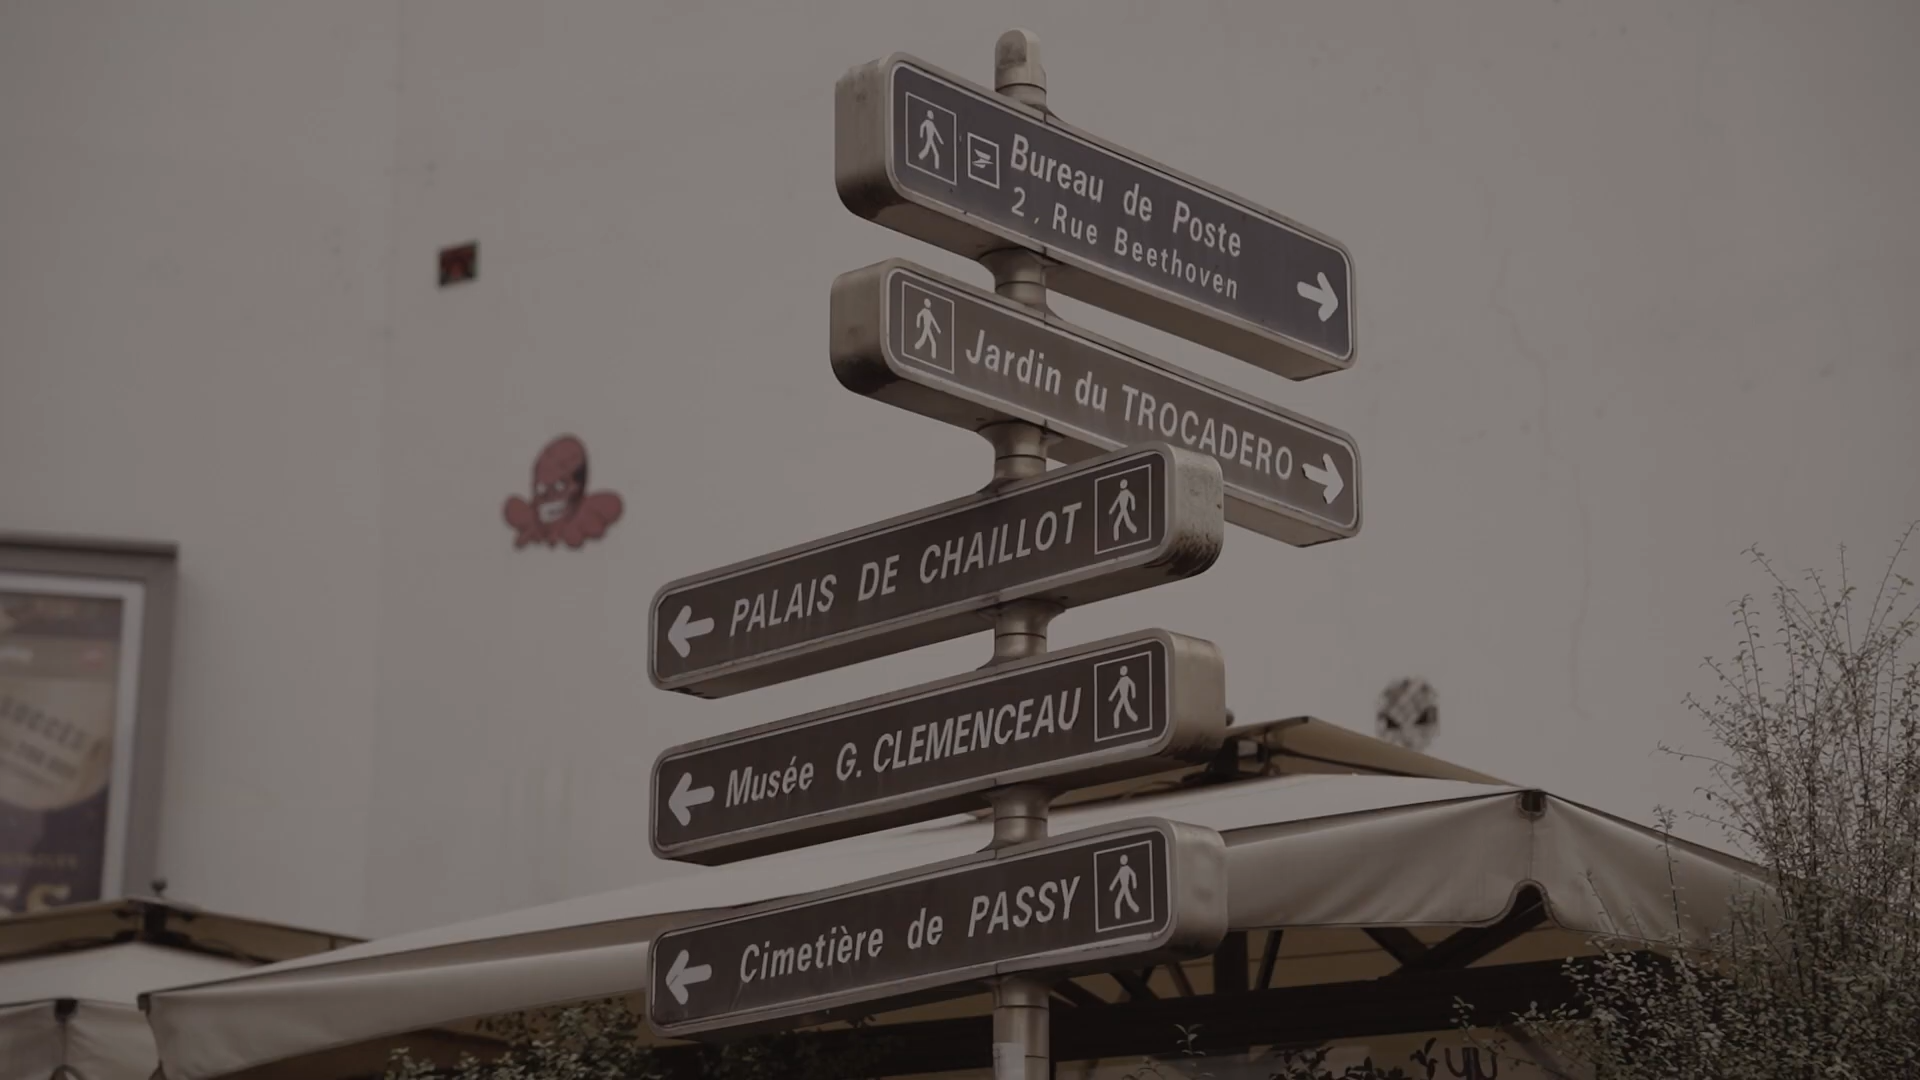 Bureau de Poste
2, Rue Beethoven
Jardin du TROCADERO
PALAIS DE CHAILLOT
Musée G. CLEMENCEAU
Cimetière de PASSY